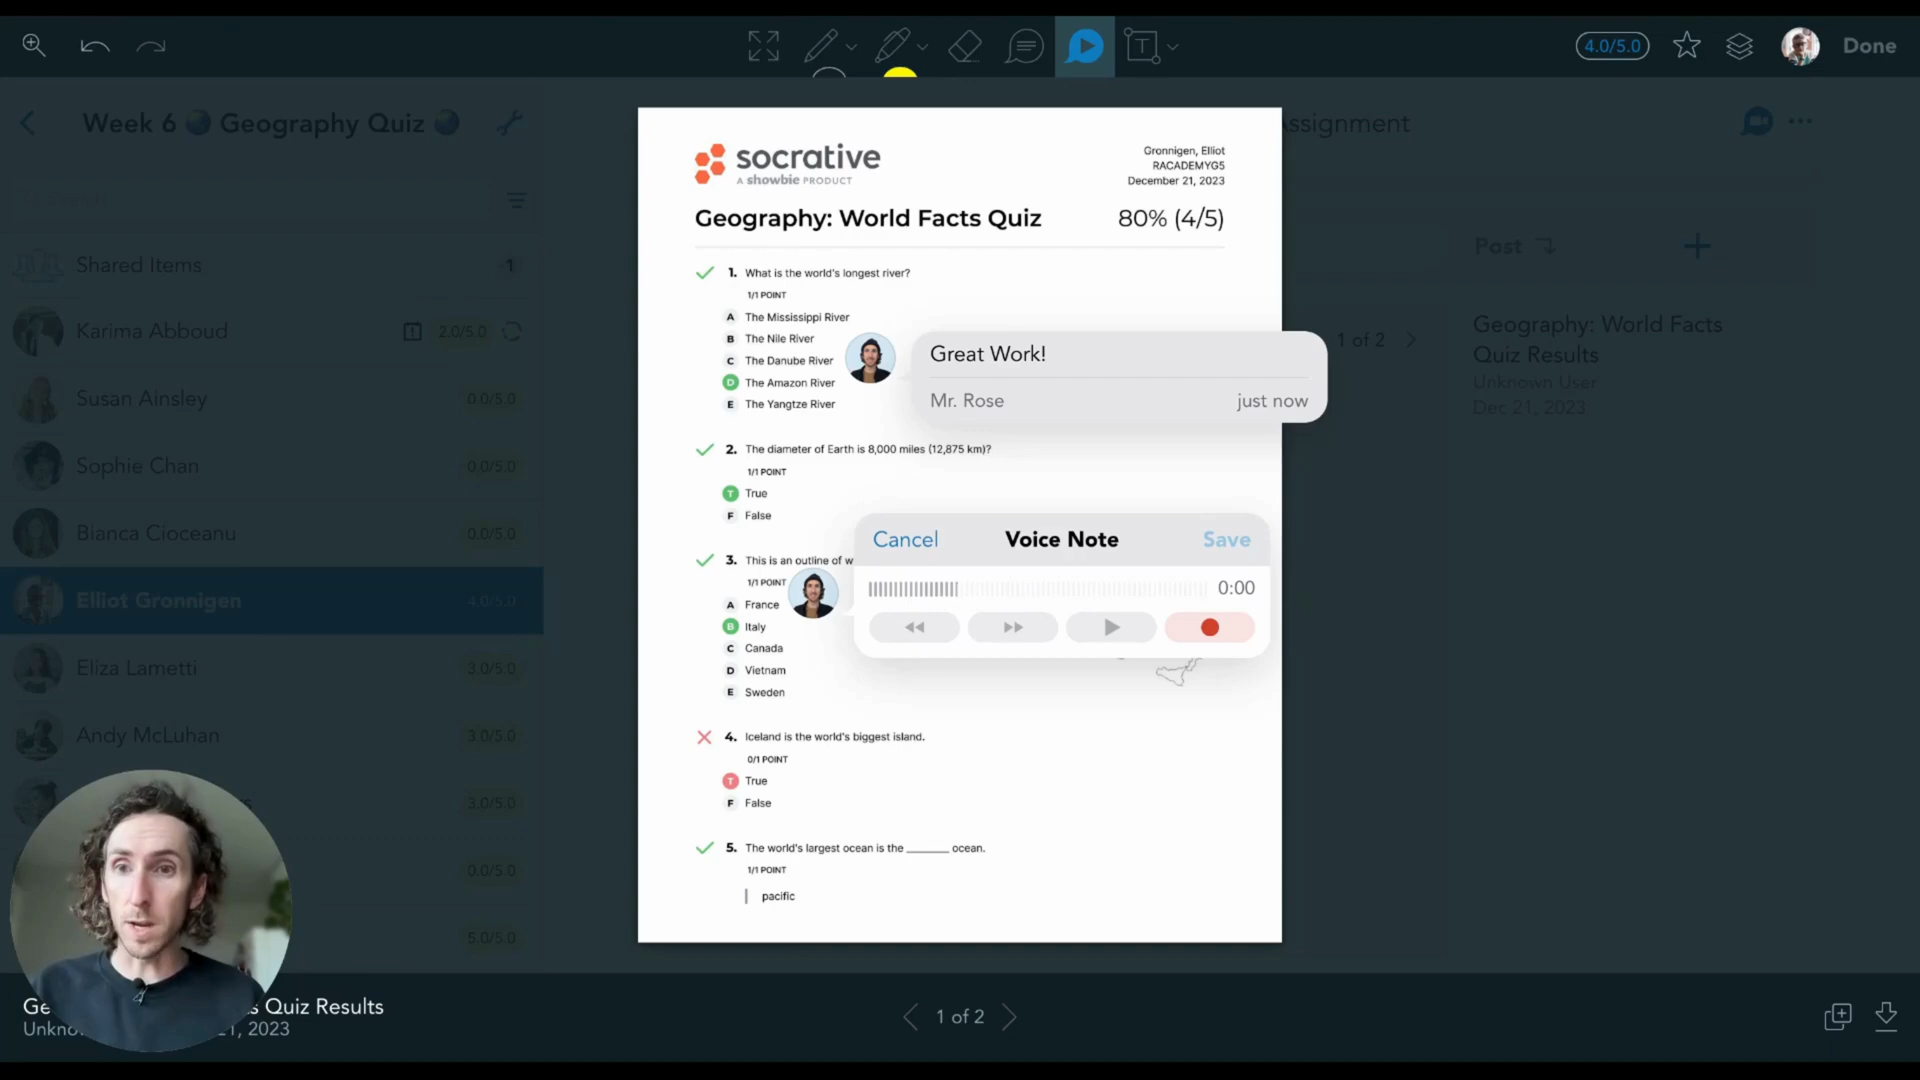 4.0/5.0
Done
Week 6 Geography Quiz
Shared Items
1
Karima Abboud
2.0/5.0
Susan Ainsley
0.0/5.0
Sophie Chan
0.0/5.0
Bianca Cioceanu
0.0/5.0
Elliot Gronnigen
4.0/5.0
Eliza Lametti
3.0/5.0
Andy McLuhan
3.0/5.0
3.0/5.0
0.0/5.0
5.0/5.0
socrative
A showbie PRODUCT
Gronnigen, Elliot
RACADEMYG5
December 21, 2023
Geography: World Facts Quiz
80% (4/5)
1. What is the world's longest river?
1/1 POINT
A The Mississippi River
B The Nile River
C The Danube River
D The Amazon River
E The Yangtze River
Great Work!
Mr. Rose
just now
2. The diameter of Earth is 8,000 miles (12,875 km)?
1/1 POINT
T True
F False
3. This is an outline of w
1/1 POINT
A France
B Italy
C Canada
D Vietnam
E Sweden
Cancel
Voice Note
Save
0:00
4. Iceland is the world's biggest island.
0/1 POINT
T True
F False
5. The world's largest ocean is the _______ ocean.
1/1 POINT
pacific
ssignment
Post
1 of 2
Geography: World Facts
Quiz Results
Unknown User
Dec 21, 2023
Ge s Quiz Results
Unkno 21, 2023
1 of 2
T